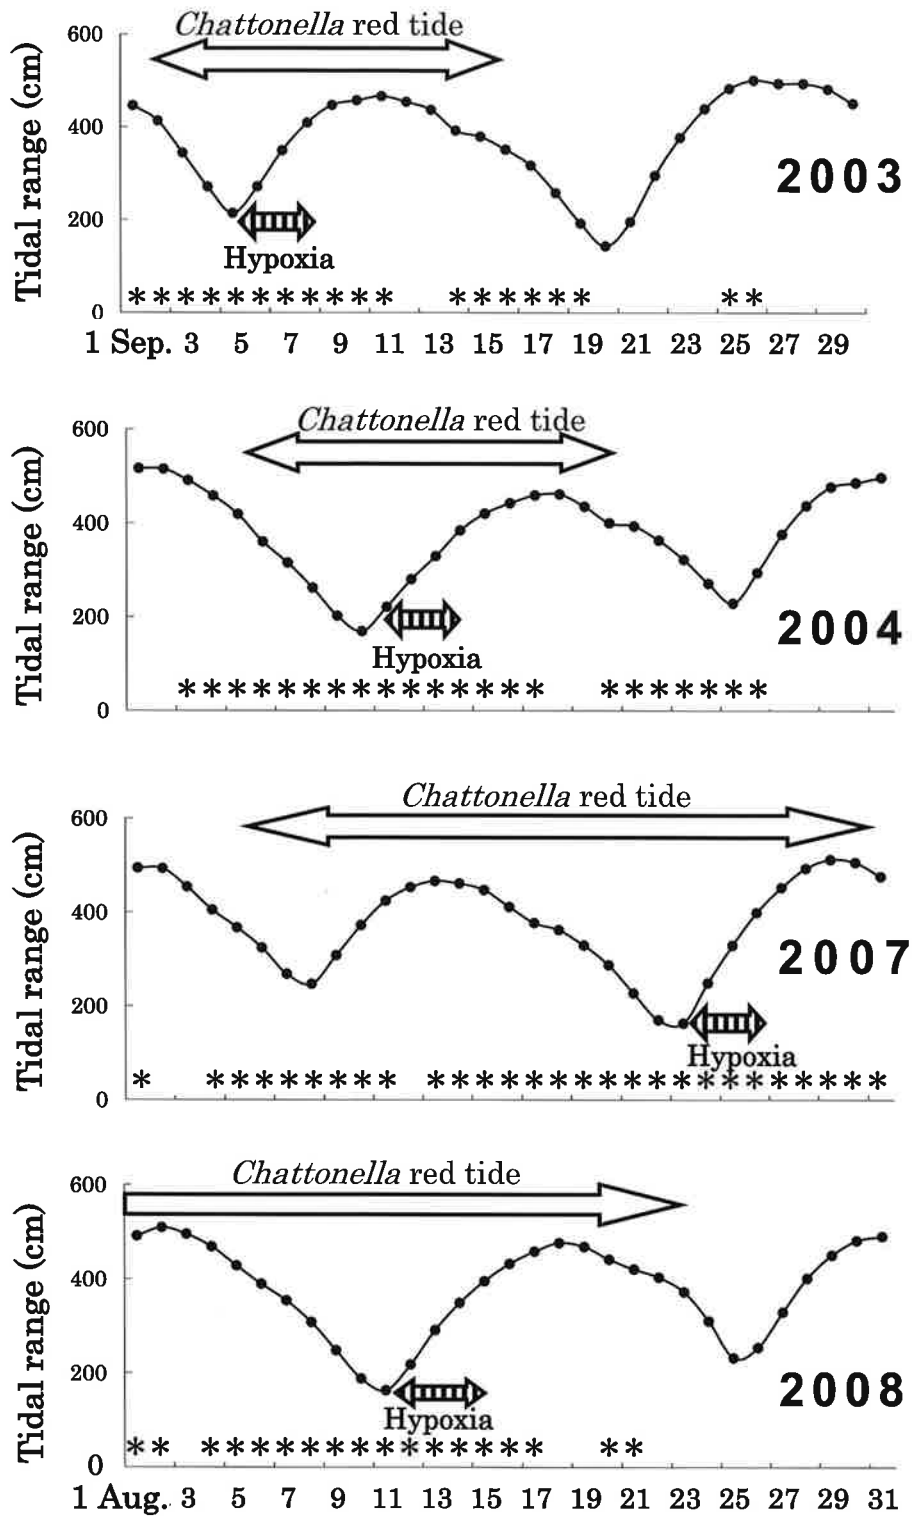 Chattonella red tide
600
400
200
0
Tidal range (cm)
2003
Hypoxia
* * * * * * * * * * * * * * * * * * *
1 Sep. 3 5 7 9 11 13 15 17 19 21 23 25 27 29
Chattonella red tide
600
400
200
0
Tidal range (cm)
2004
Hypoxia
* * * * * * * * * * * * * * * * * * * * * *
Chattonella red tide
600
400
200
0
Tidal range (cm)
2007
Hypoxia
* * * * * * * * * * * * * * * * * * * * * * * * * * * *
Chattonella red tide
600
400
200
0
Tidal range (cm)
2008
Hypoxia
* * * * * * * * * * * * * * * * * *
1 Aug. 3 5 7 9 11 13 15 17 19 21 23 25 27 29 31